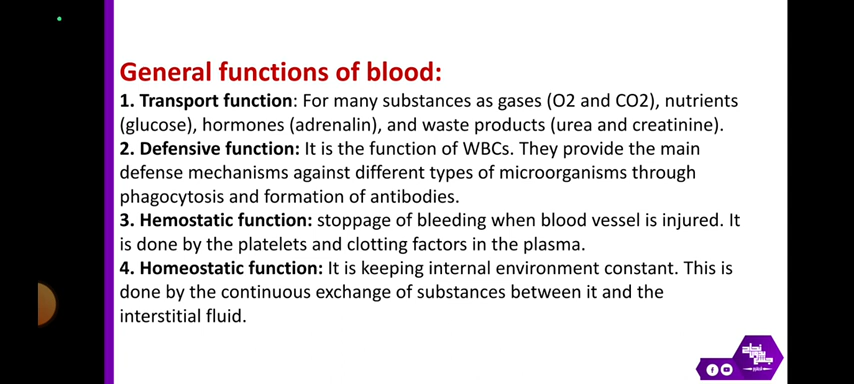 General functions of blood:
1. Transport function: For many substances as gases (O2 and CO2), nutrients
(glucose), hormones (adrenalin), and waste products (urea and creatinine).
2. Defensive function: It is the function of WBCs. They provide the main
defense mechanisms against different types of microorganisms through
phagocytosis and formation of antibodies.
3. Hemostatic function: stoppage of bleeding when blood vessel is injured. It
is done by the platelets and clotting factors in the plasma.
4. Homeostatic function: It is keeping internal environment constant. This is
done by the continuous exchange of substances between it and the
interstitial fluid.